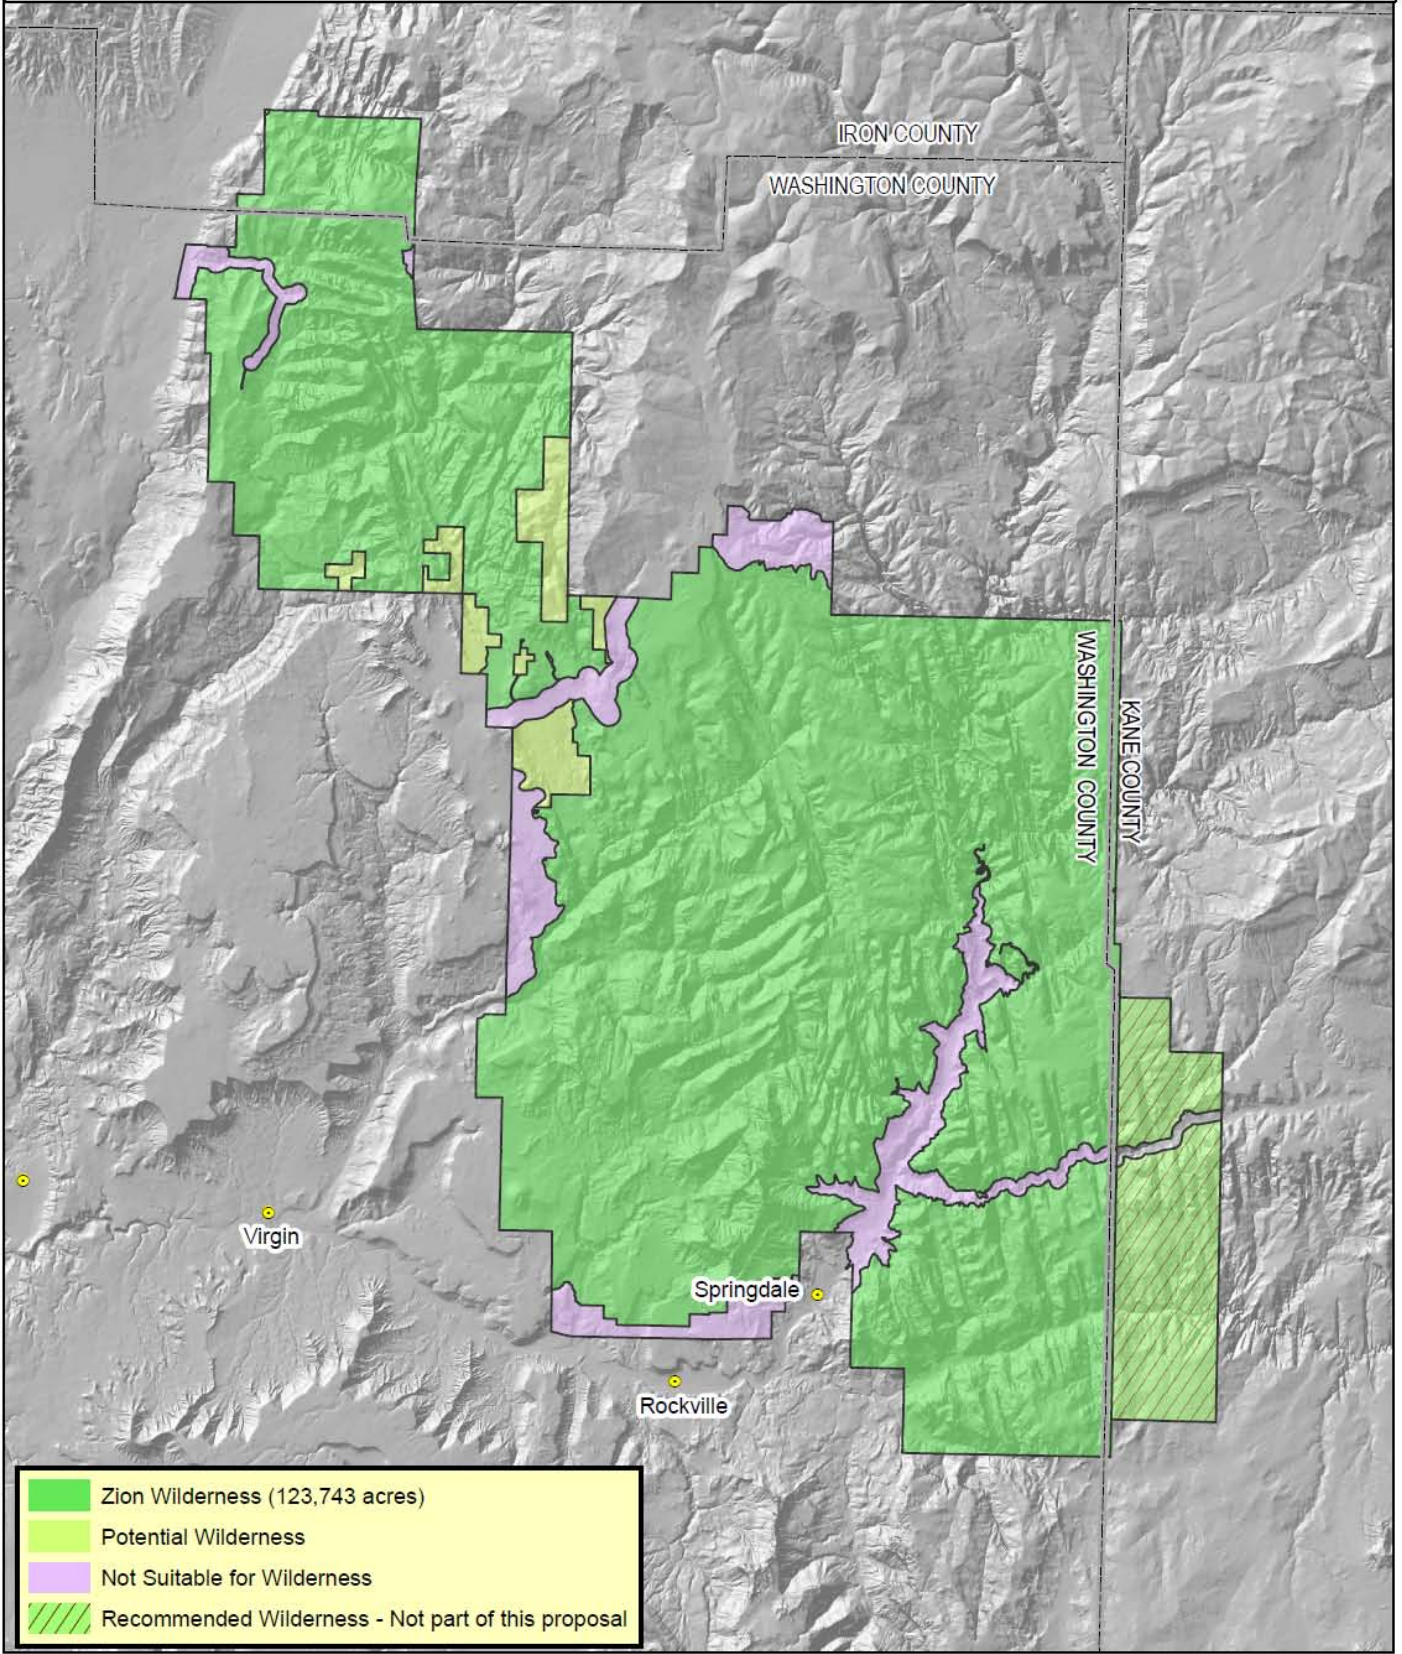 IRON COUNTY
WASHINGTON COUNTY
WASHINGTON COUNTY
KANE COUNTY
Virgin
Springdale
Rockville
Zion Wilderness (123,743 acres)
Potential Wilderness
Not Suitable for Wilderness
Recommended Wilderness - Not part of this proposal